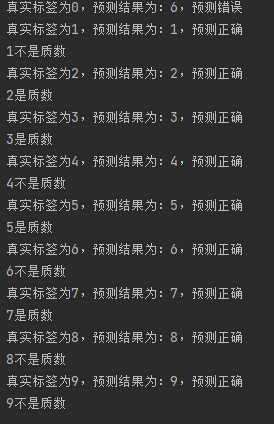 真实标签为0，预测结果为：6，预测错误
真实标签为1，预测结果为：1，预测正确
1不是质数
真实标签为2，预测结果为：2，预测正确
2是质数
真实标签为3，预测结果为：3，预测正确
3是质数
真实标签为4，预测结果为：4，预测正确
4不是质数
真实标签为5，预测结果为：5，预测正确
5是质数
真实标签为6，预测结果为：6，预测正确
6不是质数
真实标签为7，预测结果为：7，预测正确
7是质数
真实标签为8，预测结果为：8，预测正确
8不是质数
真实标签为9，预测结果为：9，预测正确
9不是质数